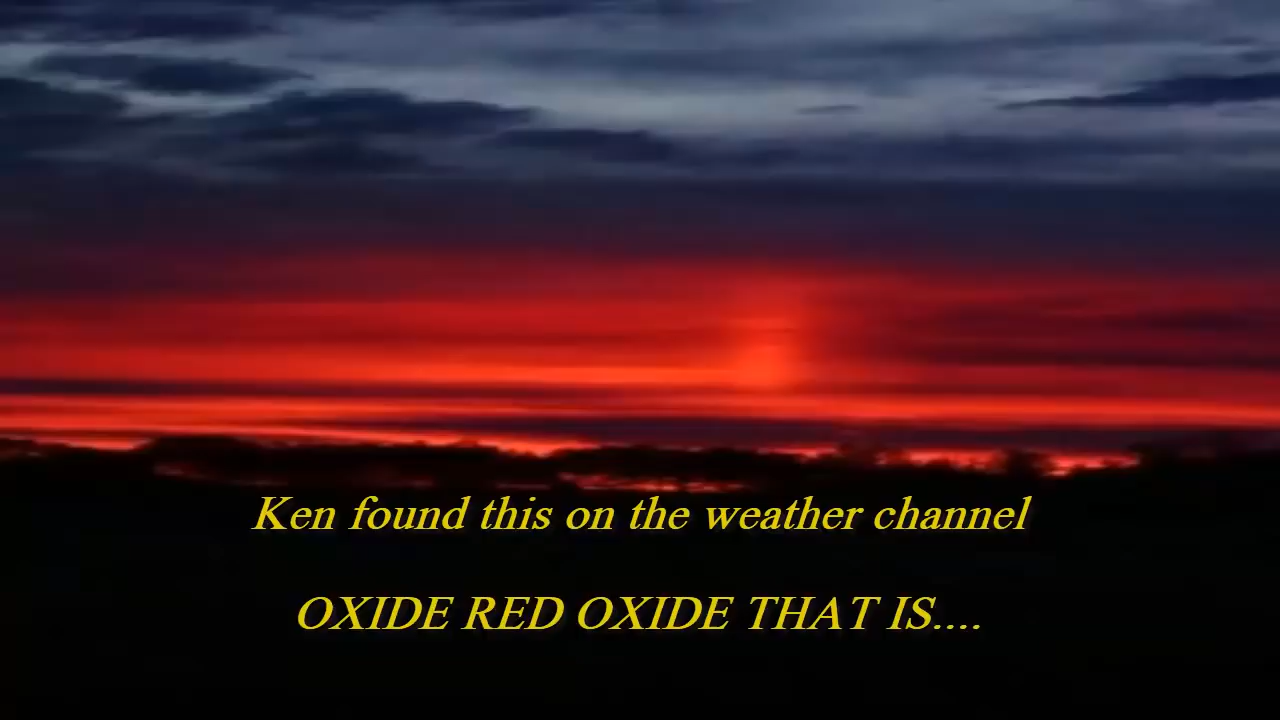 Ken found this on the weather channel
OXIDE RED OXIDE THAT IS....